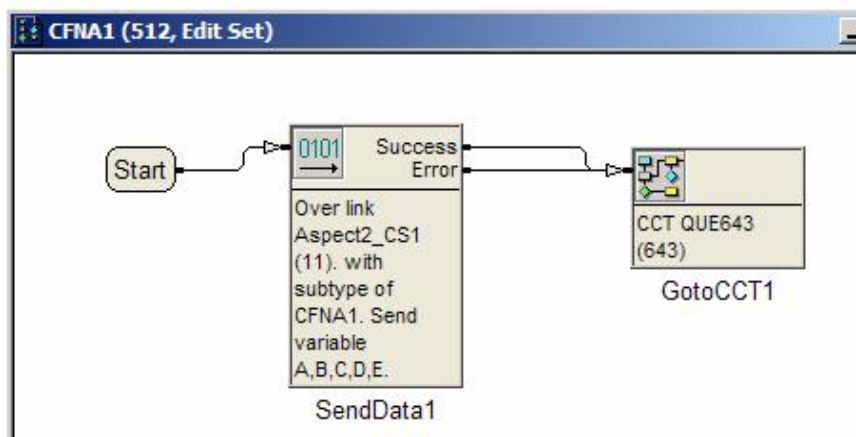 CFNA1 (512, Edit Set)
Start
0101
Success
Error
Over link
Aspect2_CS1
(11). with
subtype of
CFNA1. Send
variable
A,B,C,D,E.
SendData1
CCT QUE643
(643)
GotoCCT1